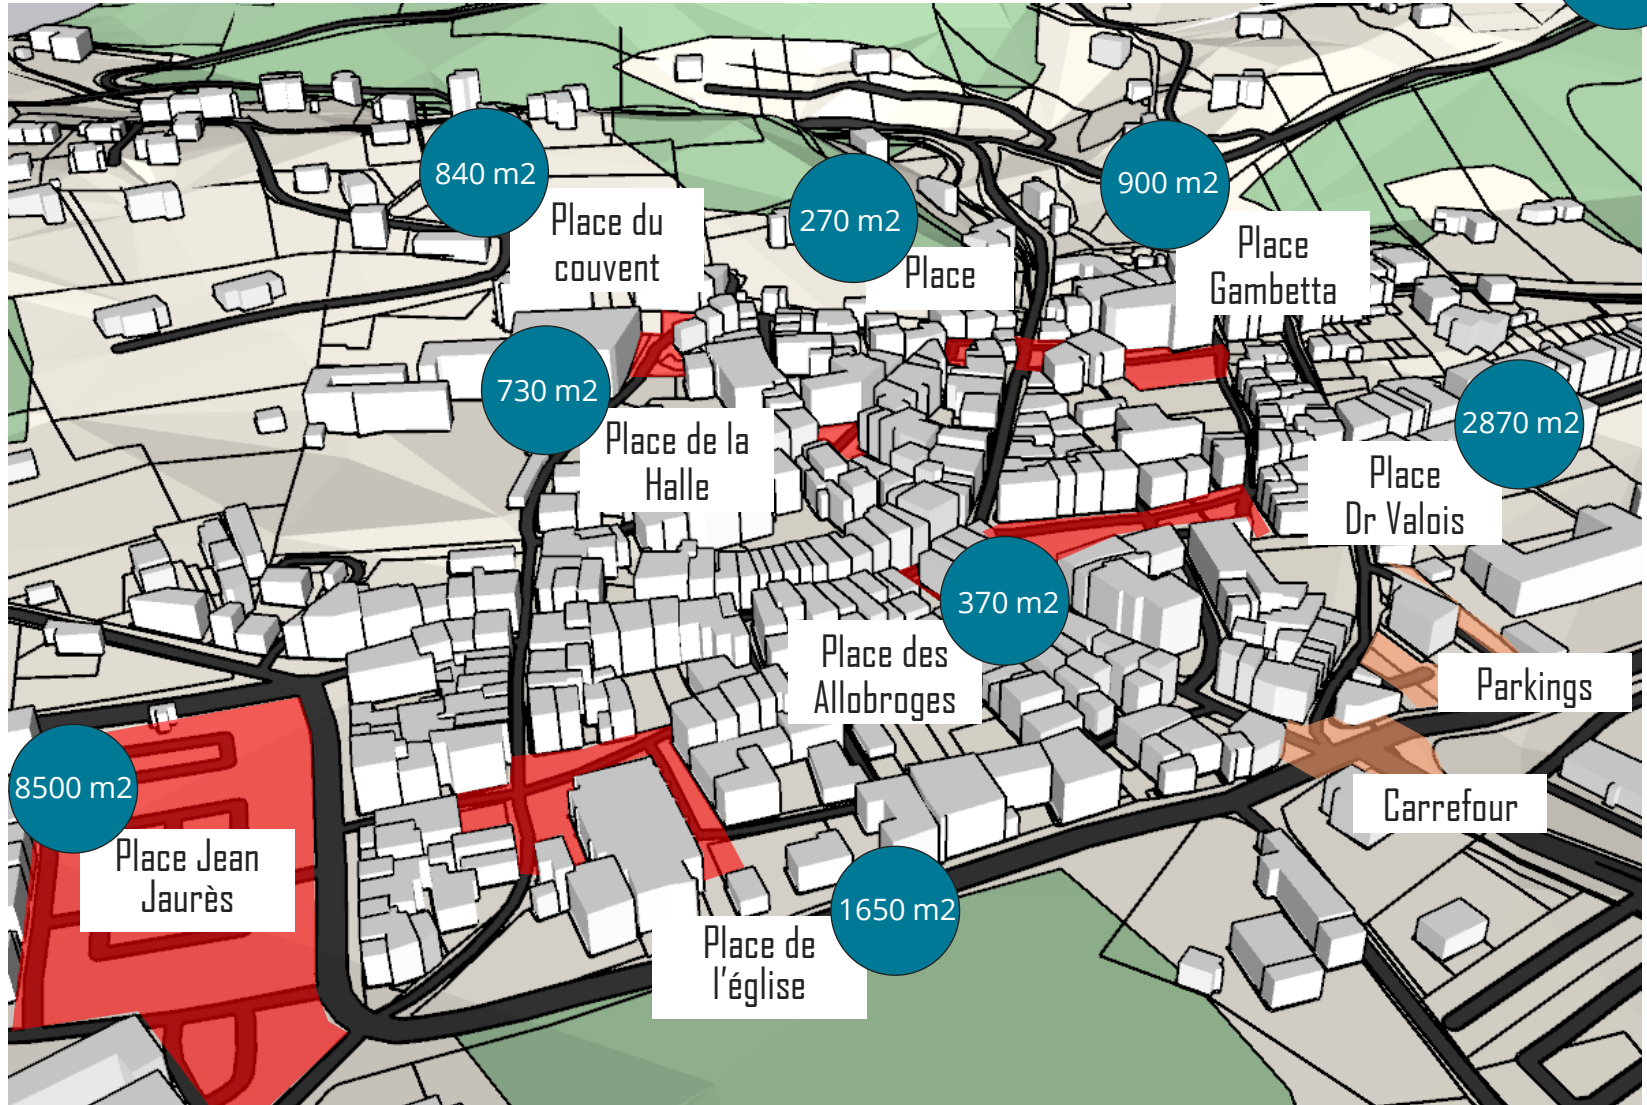 840 m2
Place du
couvent
270 m2
Place
900 m2
Place
Gambetta
730 m2
Place de la
Halle
2870 m2
Place
Dr Valois
370 m2
Place des
Allobroges
Parkings
Carrefour
8500 m2
Place Jean
Jaurès
1650 m2
Place de
l'église